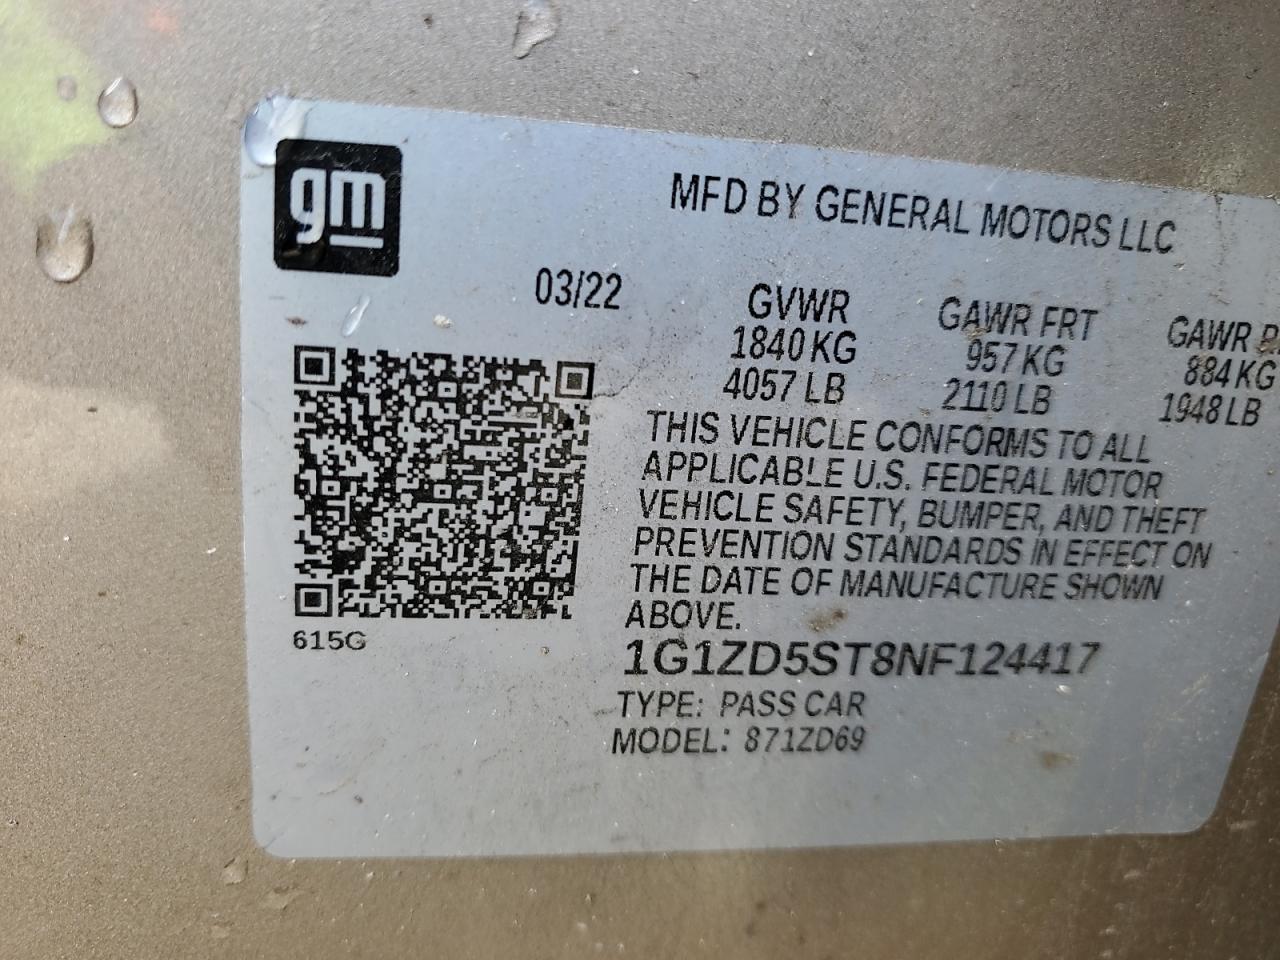 gm
MFD BY GENERAL MOTORS LLC
03/22
GVWR GAWR FRT GAWR
1840 KG 957 KG 884 KG
4057 LB 2110 LB 1948 LB
THIS VEHICLE CONFORMS TO ALL
APPLICABLE U.S. FEDERAL MOTOR
VEHICLE SAFETY, BUMPER, AND THEFT
PREVENTION STANDARDS IN EFFECT ON
THE DATE OF MANUFACTURE SHOWN
ABOVE.
615G
1G1ZD5ST8NF124417
TYPE: PASS CAR
MODEL: 871ZD69